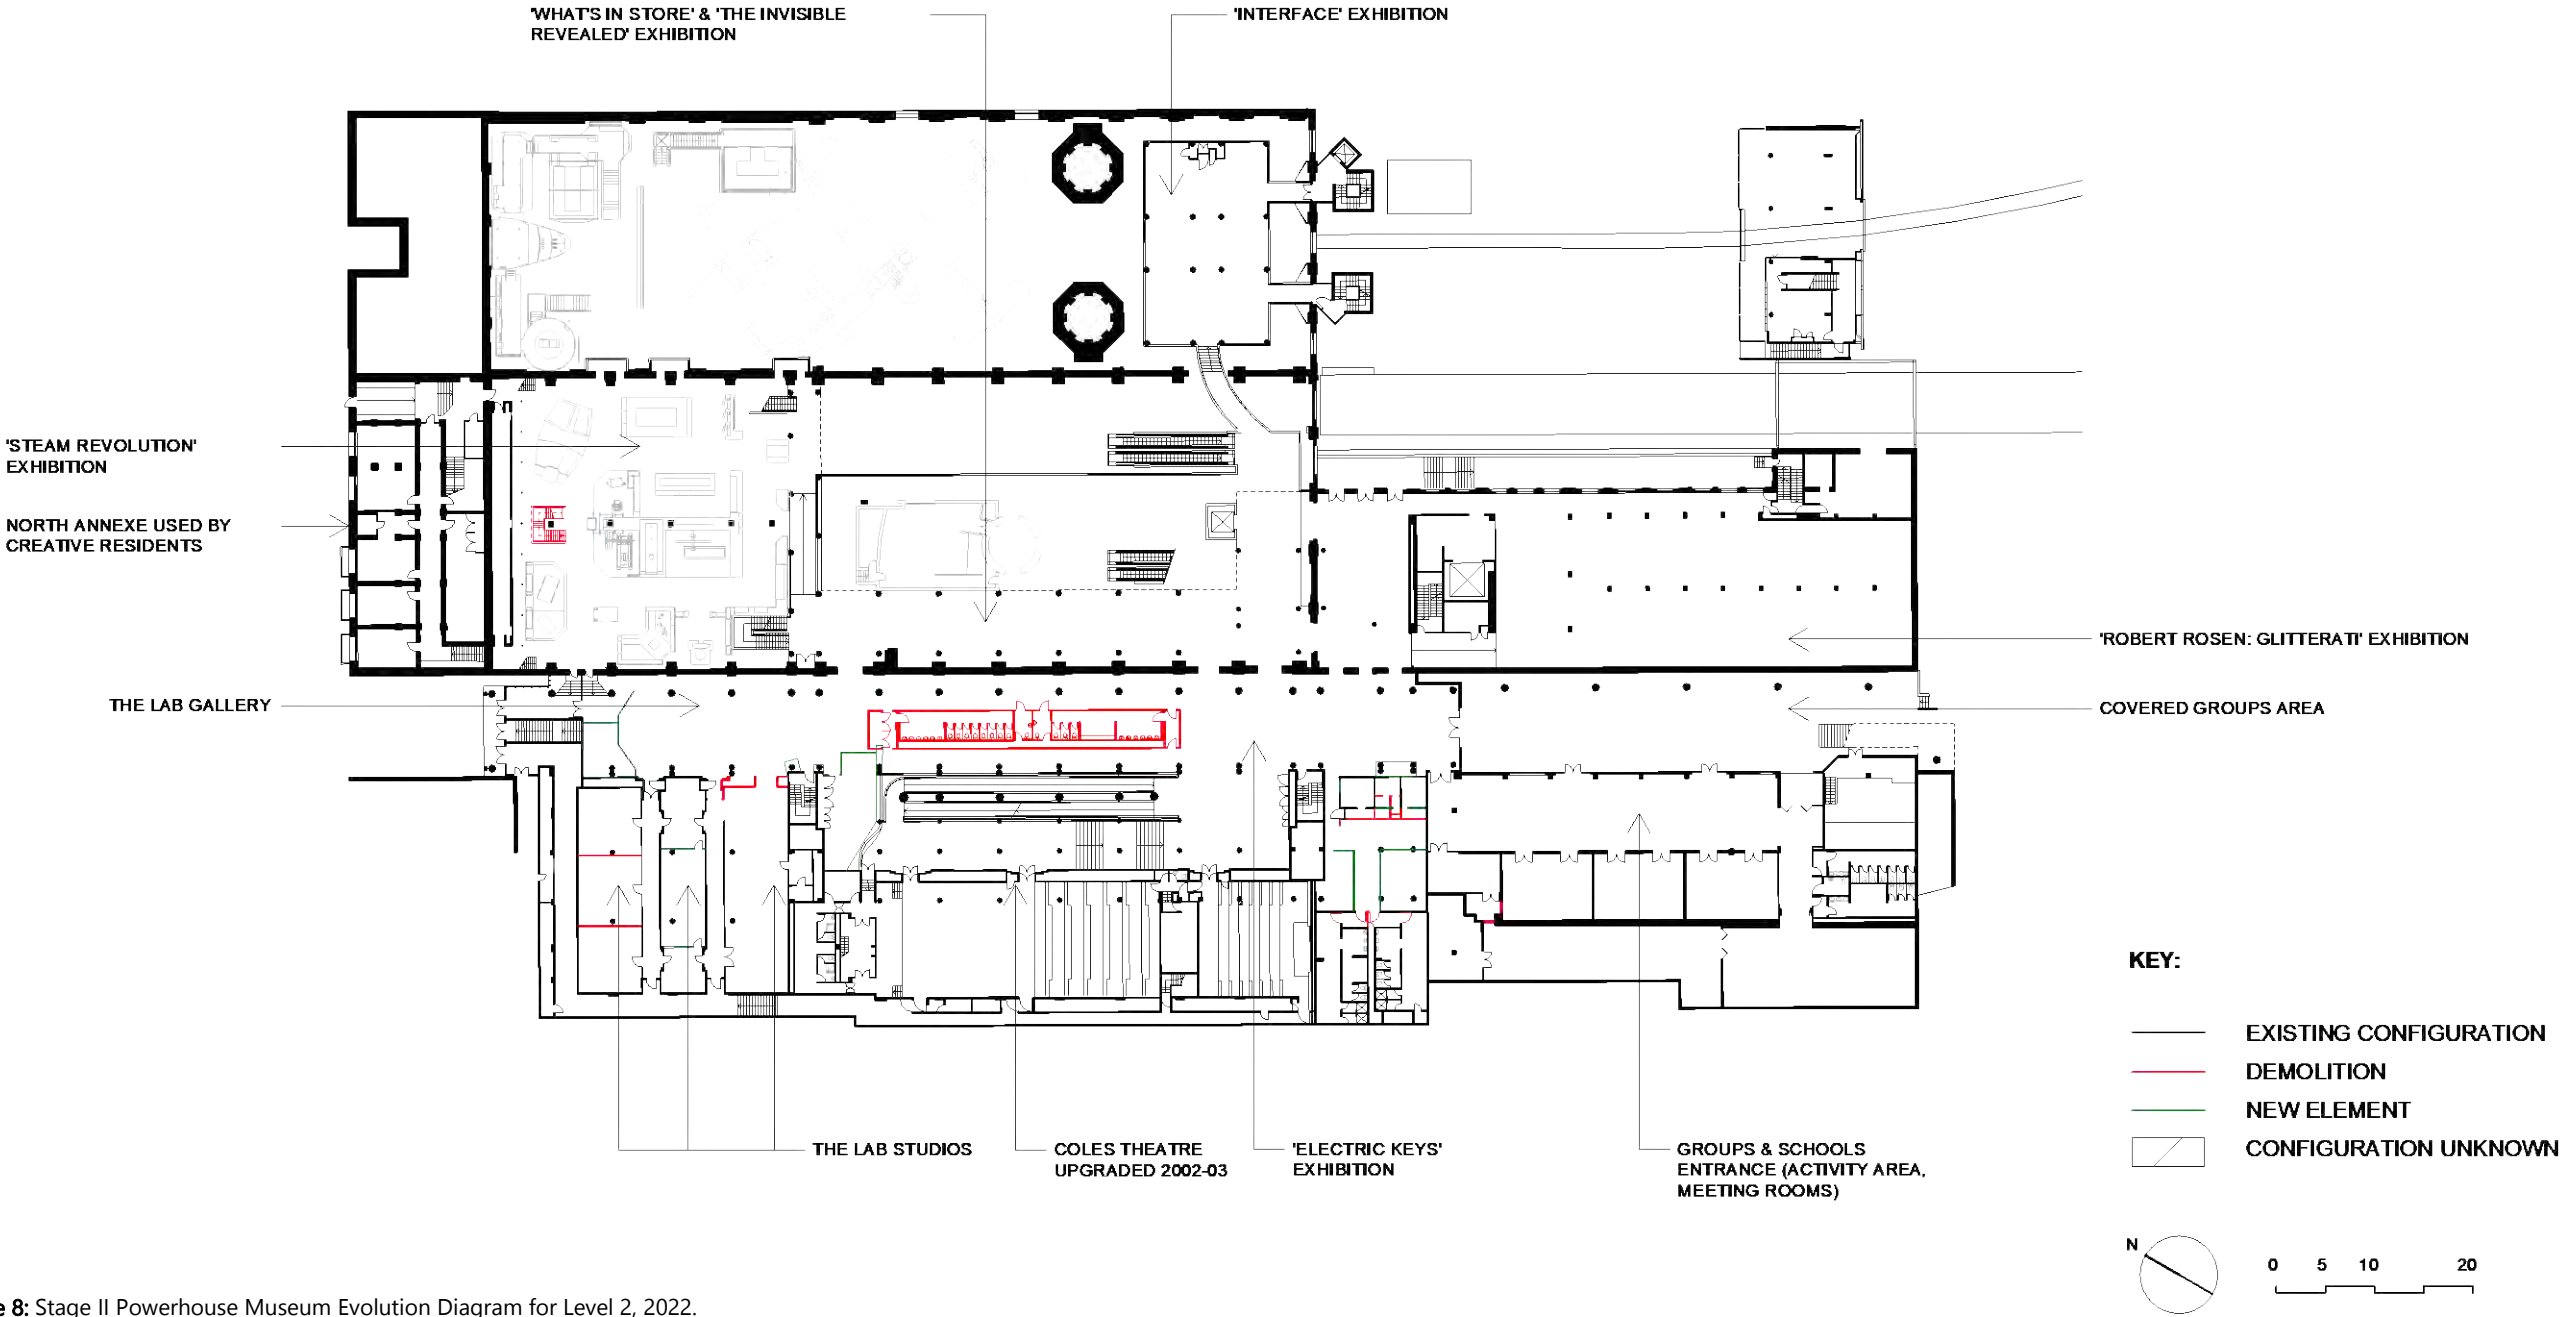 'WHAT'S IN STORE' & 'THE INVISIBLE
REVEALED' EXHIBITION
'INTERFACE' EXHIBITION
'STEAM REVOLUTION'
EXHIBITION
NORTH ANNEXE USED BY
CREATIVE RESIDENTS
THE LAB GALLERY
'ROBERT ROSEN: GLITTERATI' EXHIBITION
COVERED GROUPS AREA
THE LAB STUDIOS
COLES THEATRE
UPGRADED 2002-03
'ELECTRIC KEYS'
EXHIBITION
GROUPS & SCHOOLS
ENTRANCE (ACTIVITY AREA,
MEETING ROOMS)
KEY:
EXISTING CONFIGURATION
DEMOLITION
NEW ELEMENT
CONFIGURATION UNKNOWN
N
0 5 10 20
e 8: Stage II Powerhouse Museum Evolution Diagram for Level 2, 2022.